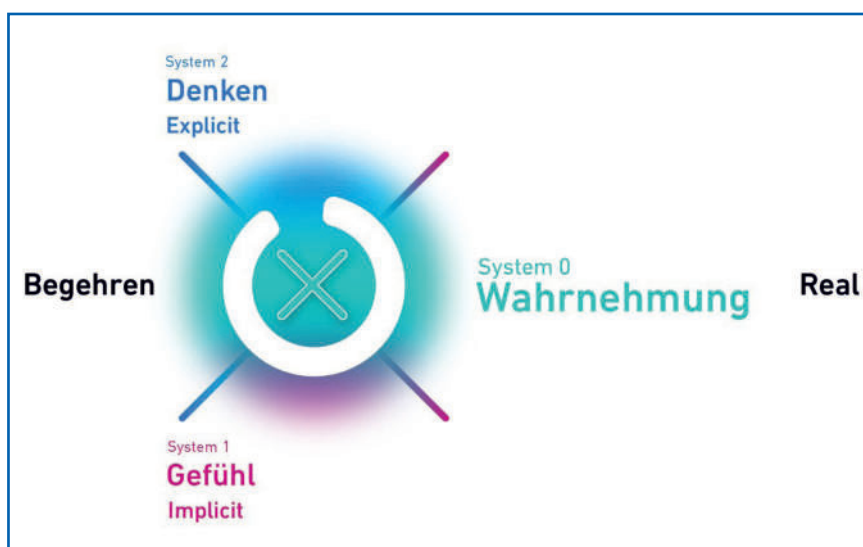 System 2
Denken
Explicit
Begehren
System 0
Wahrnehmung
Real
System 1
Gefühl
Implicit